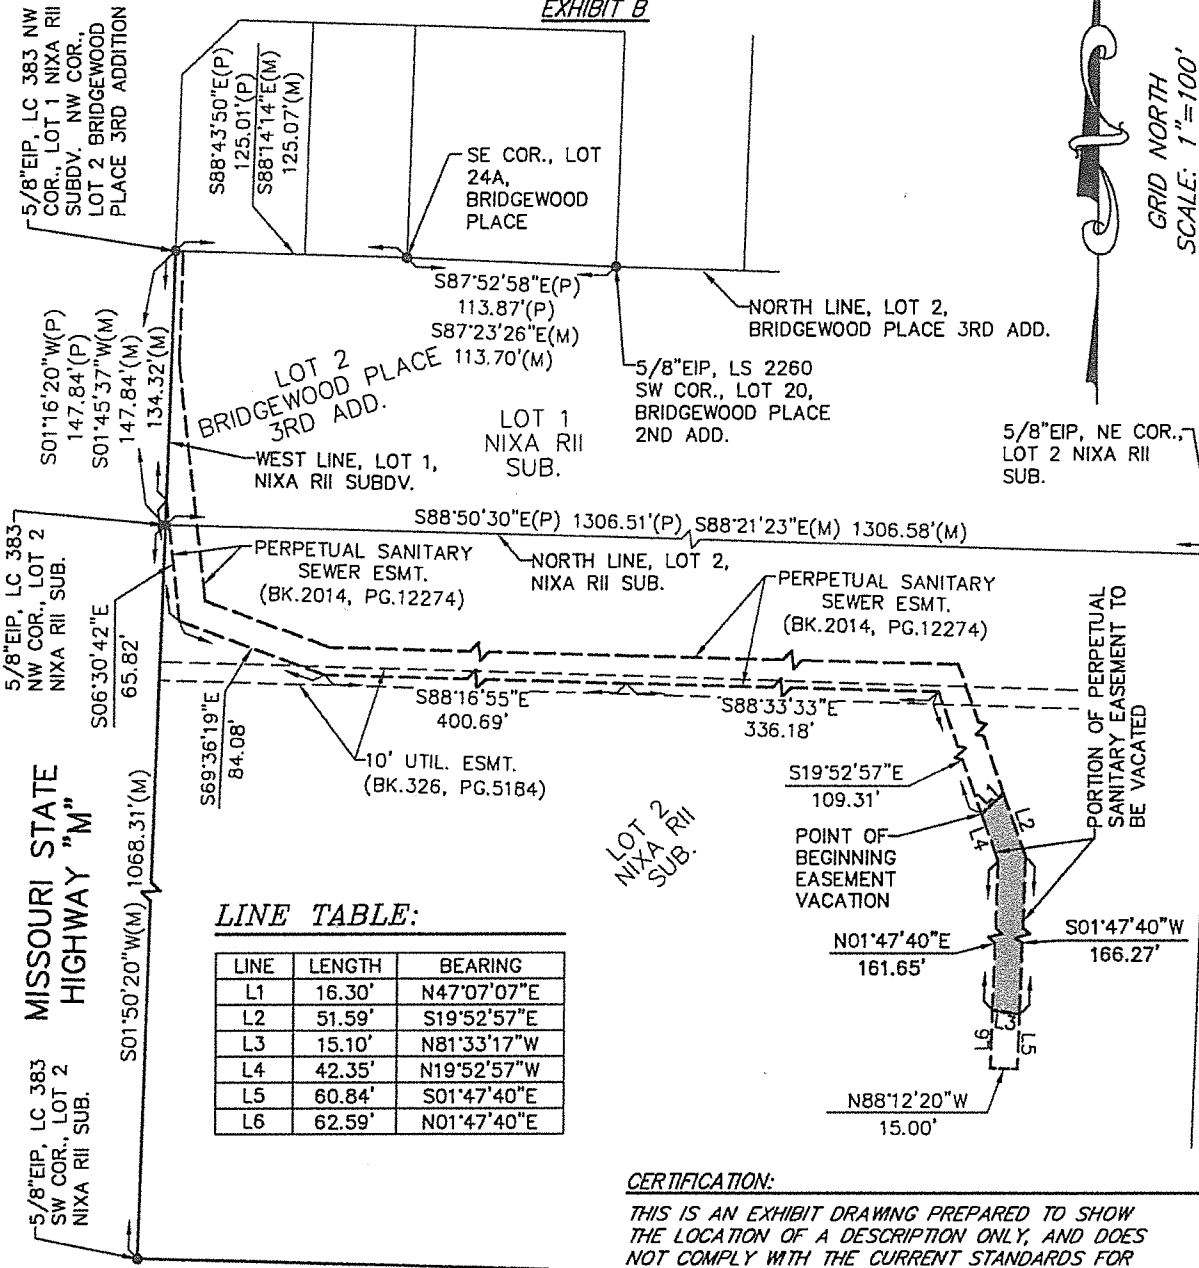 EXHIBIT B
5/8"EIP, LC 383 NW
COR., LOT 1 NIXA RII
SUBDV. NW COR.,
LOT 2 BRIDGEWOOD
PLACE 3RD ADDITION
S88°43'50"E(P)
125.01'(P)
S88°14'14"E(M)
125.07'(M)
SE COR., LOT
24A,
BRIDGEWOOD
PLACE
GRID NORTH
SCALE: 1"=100'
S87°52'58"E(P)
113.87'(P)
S87°23'26"E(M)
113.70'(M)
NORTH LINE, LOT 2,
BRIDGEWOOD PLACE 3RD ADD.
5/8"EIP, LS 2260
SW COR., LOT 20,
BRIDGEWOOD PLACE
2ND ADD.
S01°16'20"W(P)
147.84'(P)
S01°45'37"W(M)
147.84'(M)
134.32'(M)
LOT 2
BRIDGEWOOD PLACE
3RD ADD.
LOT 1
NIXA RII
SUB.
WEST LINE, LOT 1,
NIXA RII SUBDV.
5/8"EIP, NE COR.,
LOT 2 NIXA RII
SUB.
S88°50'30"E(P) 1306.51'(P) S88°21'23"E(M) 1306.58'(M)
NORTH LINE, LOT 2,
NIXA RII SUB.
5/8"EIP, LC 383
NW COR., LOT 2
NIXA RII SUB.
PERPETUAL SANITARY
SEWER ESMT.
(BK.2014, PG.12274)
PERPETUAL SANITARY
SEWER ESMT.
(BK.2014, PG.12274)
S06°30'42"E
65.82'
S69°36'19"E
84.08'
S88°16'55"E
400.69'
S88°33'33"E
336.18'
10' UTIL. ESMT.
(BK.326, PG.5184)
PORTION OF PERPETUAL
SANITARY EASEMENT TO
BE VACATED
S19°52'57"E
109.31'
L1
L2
L4
POINT OF
BEGINNING
EASEMENT
VACATION
LOT 2
NIXA RII
SUB.
MISSOURI STATE
HIGHWAY "M"
S01°50'20"W(M) 1068.31'(M)
N01°47'40"E
161.65'
S01°47'40"W
166.27'
L3
L6
L5
N88°12'20"W
15.00'
LINE TABLE:
LINE LENGTH BEARING
L1 16.30' N47°07'07"E
L2 51.59' S19°52'57"E
L3 15.10' N81°33'17"W
L4 42.35' N19°52'57"W
L5 60.84' S01°47'40"E
L6 62.59' N01°47'40"E
5/8"EIP, LC 383
SW COR., LOT 2
NIXA RII SUB.
CERTIFICATION:
THIS IS AN EXHIBIT DRAWING PREPARED TO SHOW
THE LOCATION OF A DESCRIPTION ONLY, AND DOES
NOT COMPLY WITH THE CURRENT STANDARDS FOR